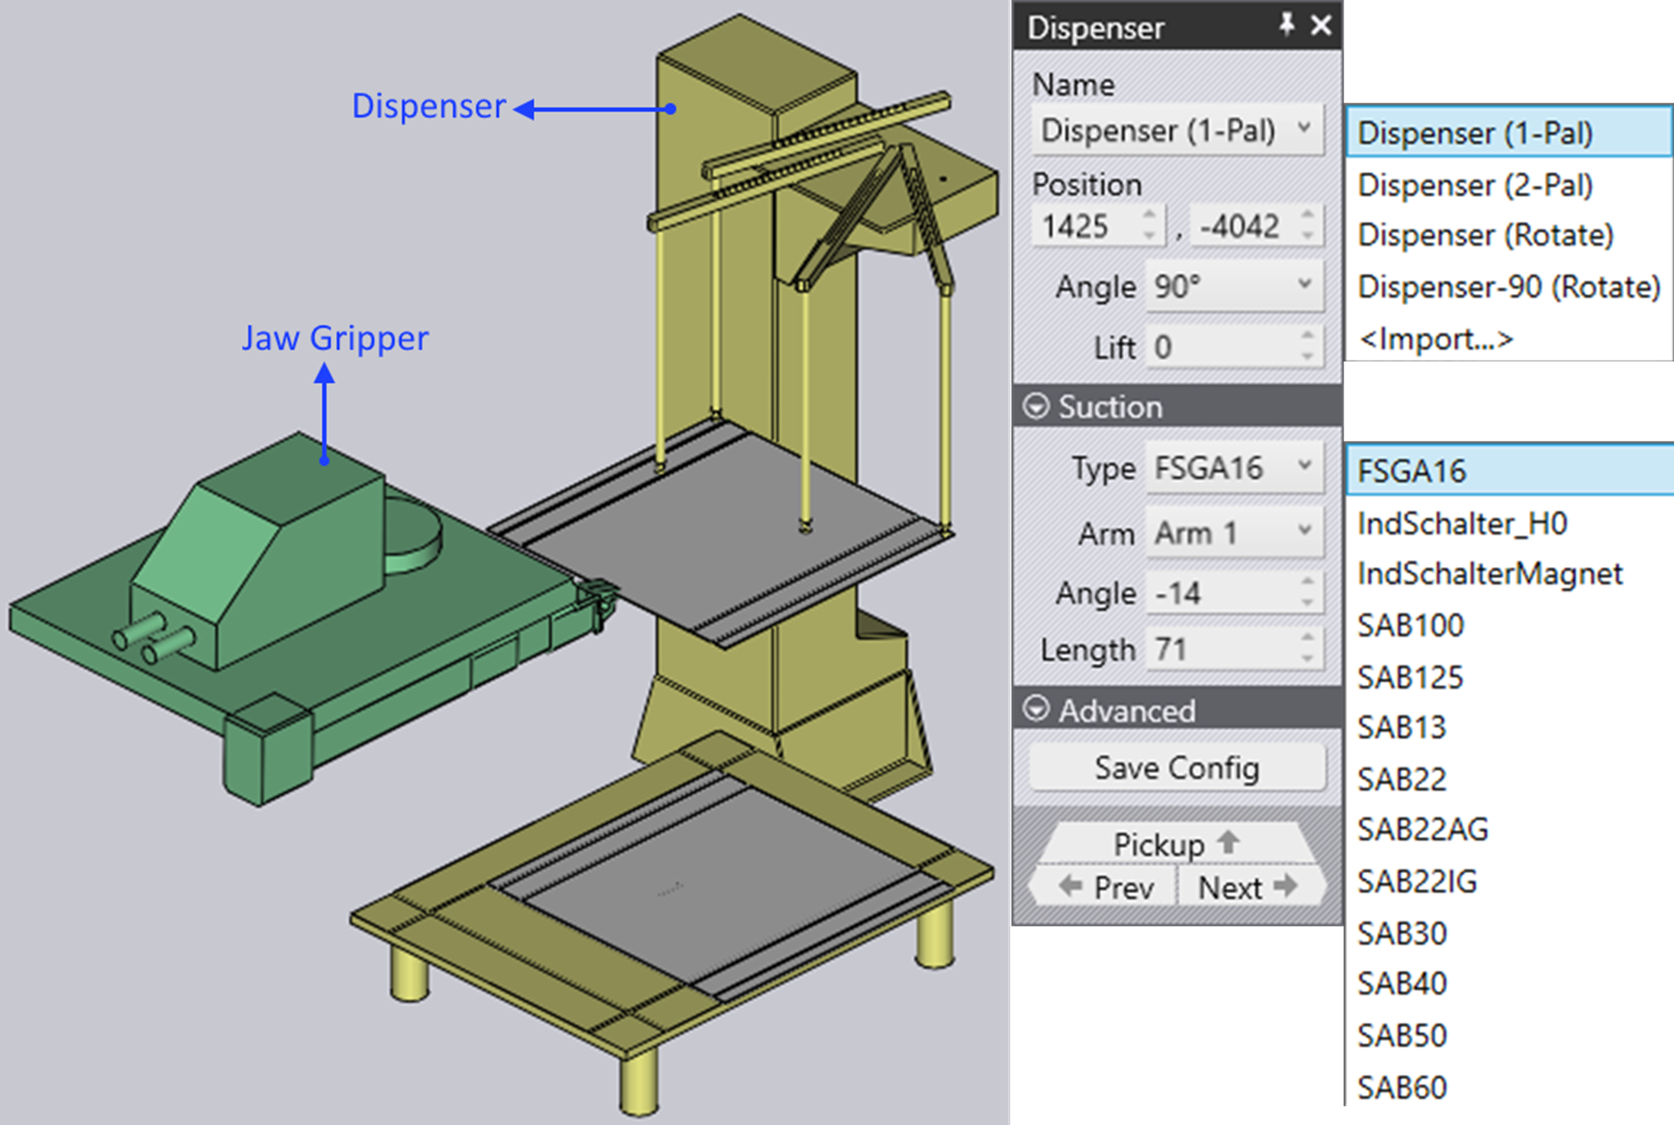 Dispenser
Jaw Gripper
Dispenser
Name
Dispenser (1-Pal)
Position
1425 , -4042
Angle 90°
Lift 0
Suction
Type FSGA16
Arm Arm 1
Angle -14
Length 71
Advanced
Save Config
Pickup
Prev Next
Dispenser (1-Pal)
Dispenser (2-Pal)
Dispenser (Rotate)
Dispenser-90 (Rotate)
<Import...>
FSGA16
IndSchalter_H0
IndSchalterMagnet
SAB100
SAB125
SAB13
SAB22
SAB22AG
SAB22IG
SAB30
SAB40
SAB50
SAB60